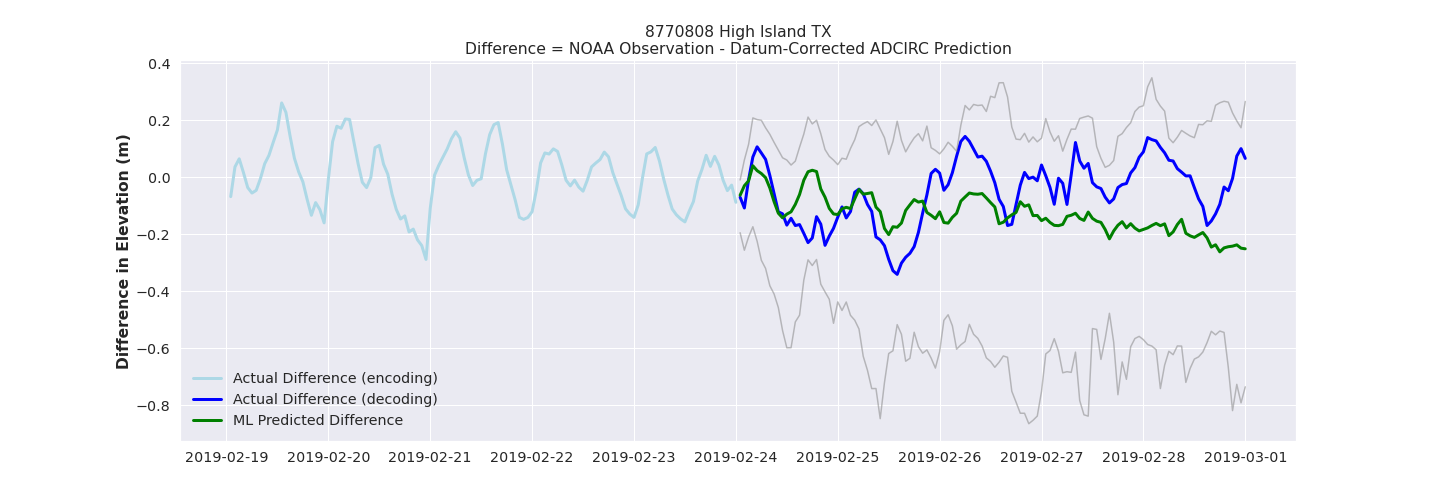 8770808 High Island TX
Difference = NOAA Observation - Datum-Corrected ADCIRC Prediction
Difference in Elevation (m)
0.4
0.2
0.0
−0.2
−0.4
−0.6
−0.8
Actual Difference (encoding)
Actual Difference (decoding)
ML Predicted Difference
2019-02-19 2019-02-20 2019-02-21 2019-02-22 2019-02-23 2019-02-24 2019-02-25 2019-02-26 2019-02-27 2019-02-28 2019-03-01